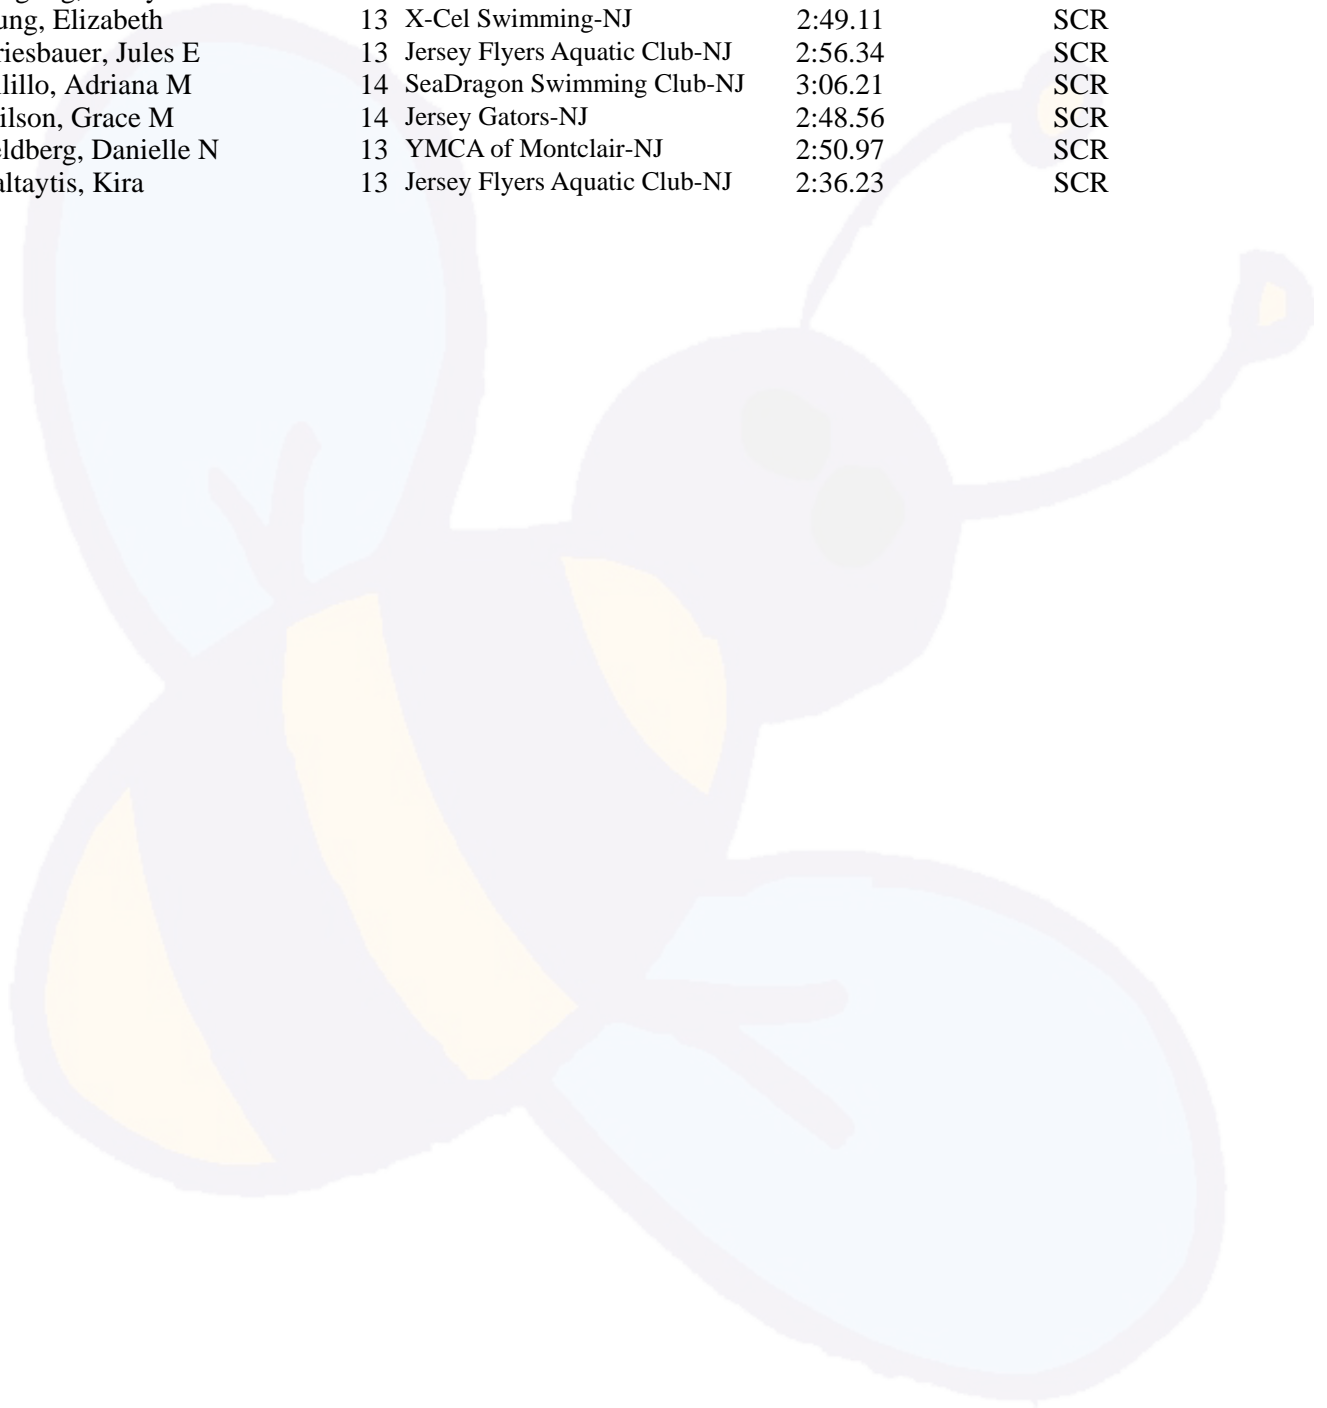 ung, Elizabeth 13 X-Cel Swimming-NJ 2:49.11 SCR
riesbauer, Jules E 13 Jersey Flyers Aquatic Club-NJ 2:56.34 SCR
lillo, Adriana M 14 SeaDragon Swimming Club-NJ 3:06.21 SCR
ilson, Grace M 14 Jersey Gators-NJ 2:48.56 SCR
eldberg, Danielle N 13 YMCA of Montclair-NJ 2:50.97 SCR
altaytis, Kira 13 Jersey Flyers Aquatic Club-NJ 2:36.23 SCR